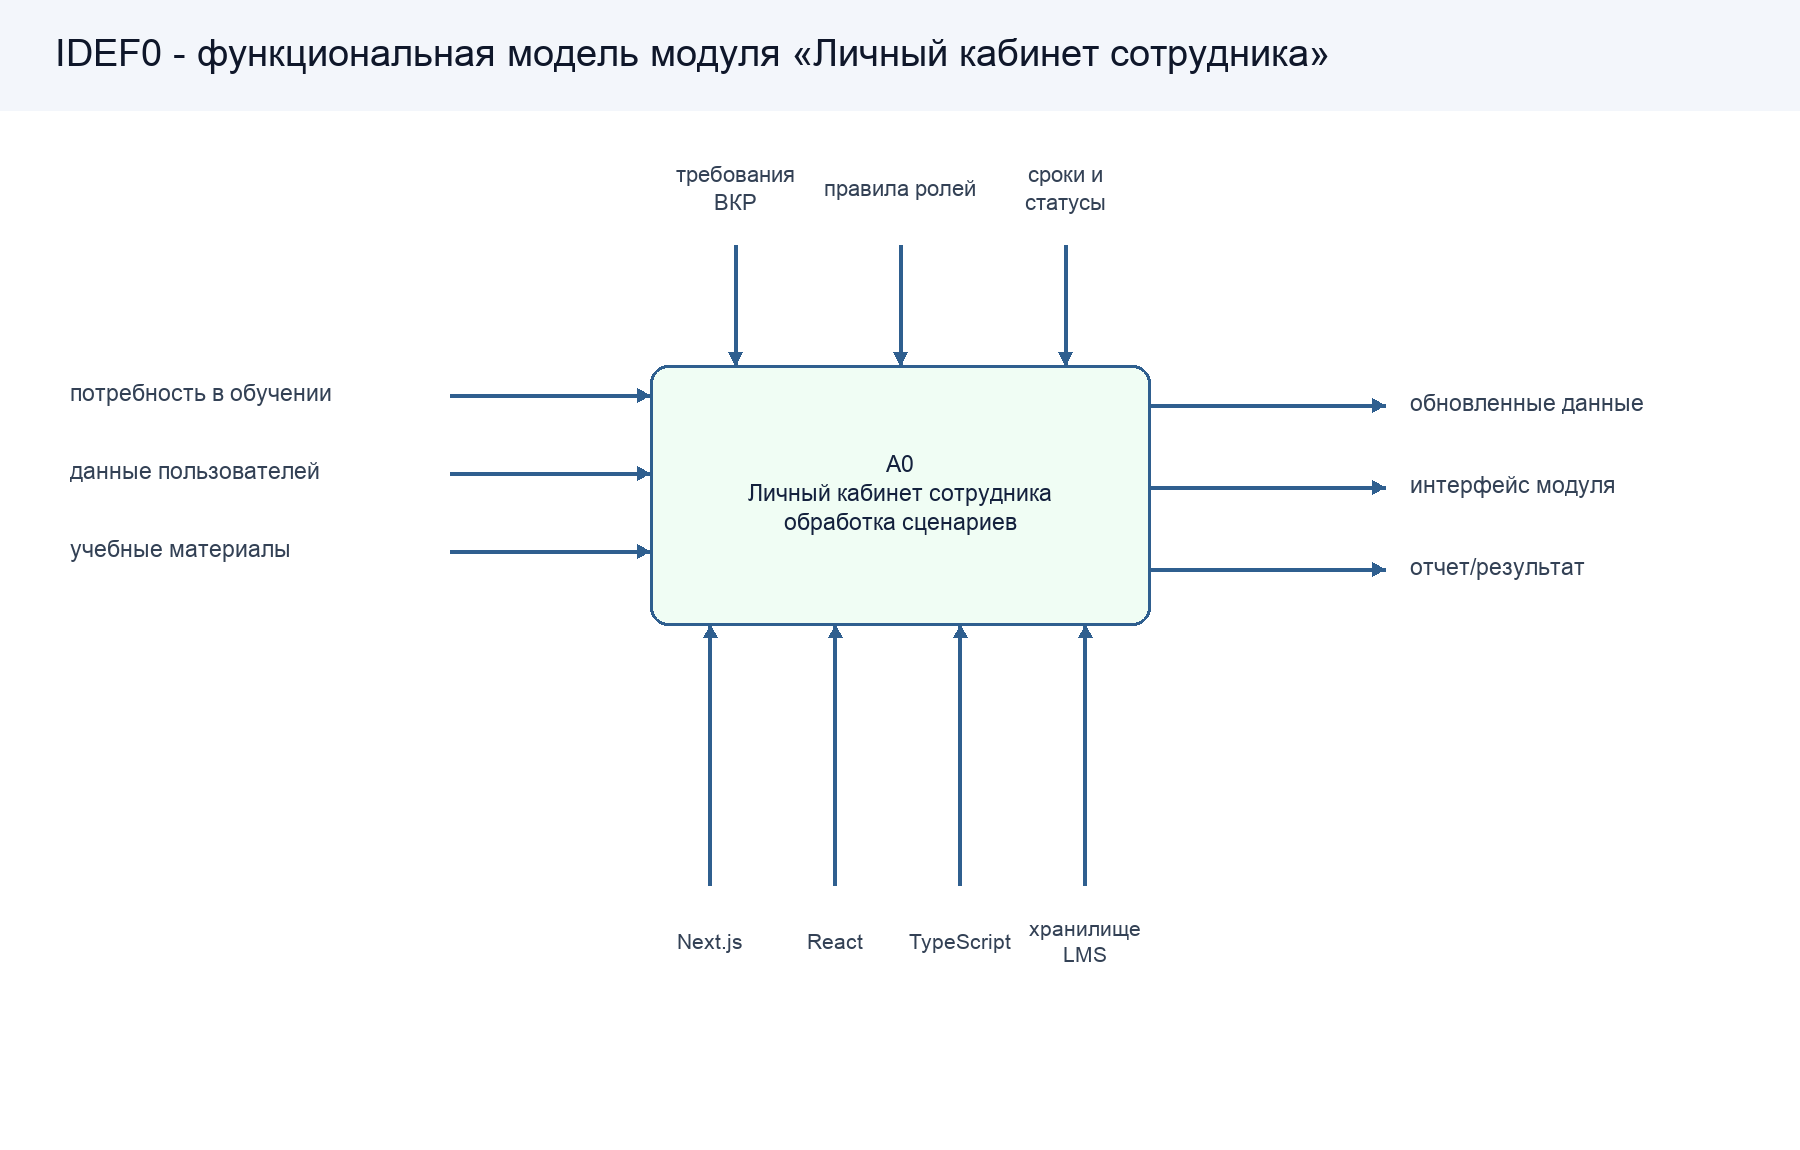 IDEF0 - функциональная модель модуля «Личный кабинет сотрудника»
требования
ВКР
правила ролей
сроки и
статусы
потребность в обучении
данные пользователей
учебные материалы
A0
Личный кабинет сотрудника
обработка сценариев
обновленные данные
интерфейс модуля
отчет/результат
Next.js
React
TypeScript
хранилище
LMS